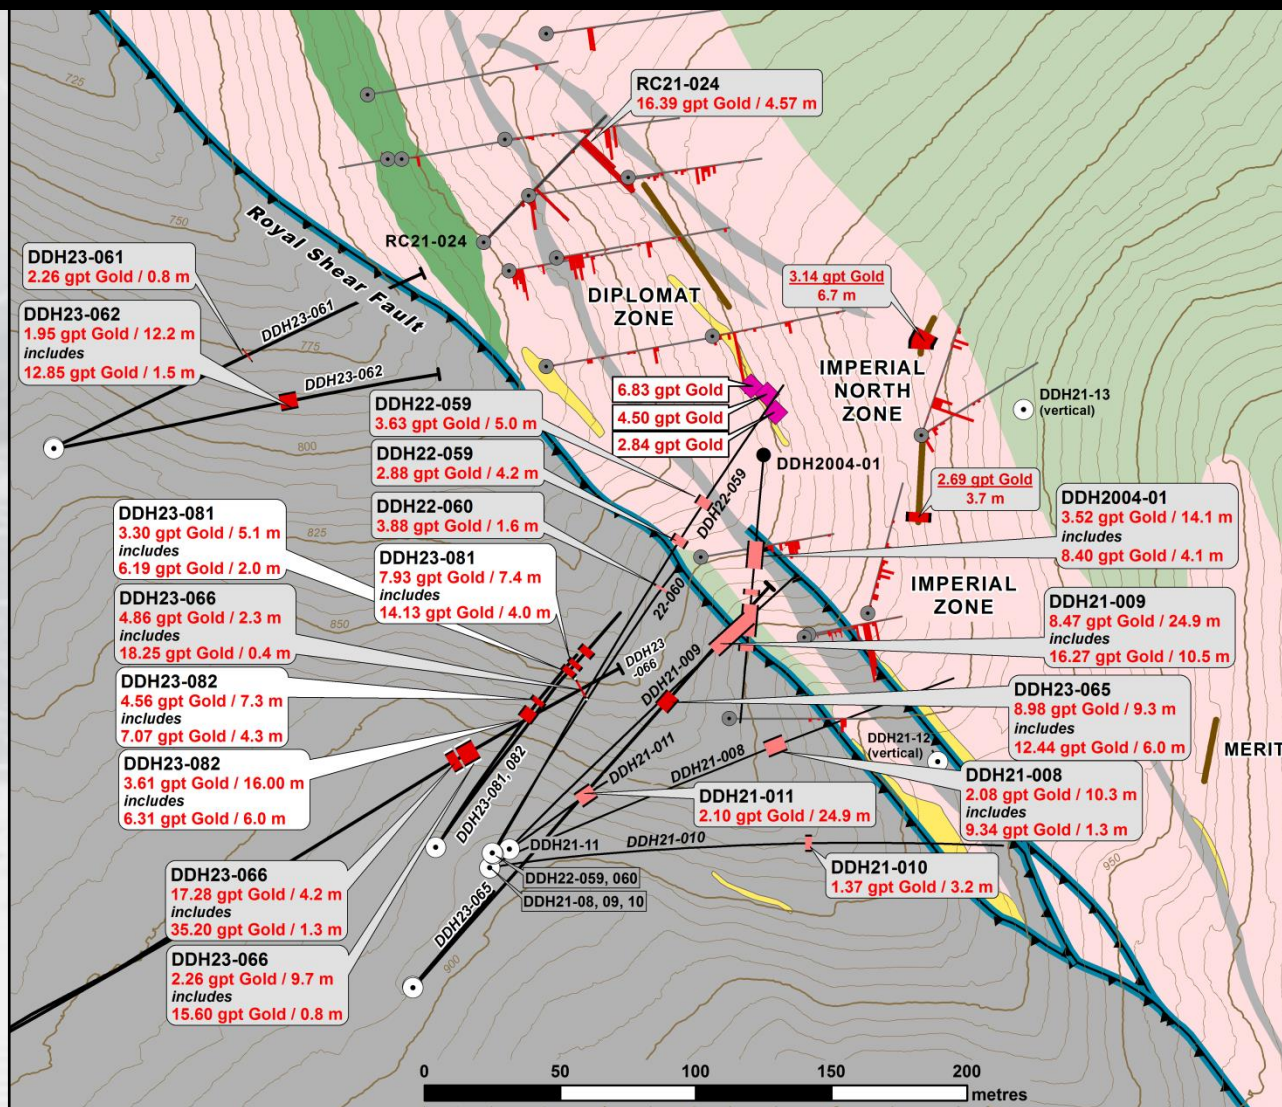 725
RC21-024
16.39 gpt Gold / 4.57 m
750
Royal Shear Fault
RC21-024
DDH23-061
2.26 gpt Gold / 0.8 m
DDH23-061
DDH23-062
1.95 gpt Gold / 12.2 m
includes
12.85 gpt Gold / 1.5 m
775
DDH23-062
DIPLOMAT
ZONE
3.14 gpt Gold
6.7 m
IMPERIAL
NORTH
ZONE
6.83 gpt Gold
4.50 gpt Gold
2.84 gpt Gold
DDH21-13
(vertical)
DDH22-059
3.63 gpt Gold / 5.0 m
800
DDH22-059
2.88 gpt Gold / 4.2 m
DDH22-059
DDH2004-01
2.69 gpt Gold
3.7 m
DDH22-060
3.88 gpt Gold / 1.6 m
DDH2004-01
3.52 gpt Gold / 14.1 m
includes
8.40 gpt Gold / 4.1 m
DDH23-081
3.30 gpt Gold / 5.1 m
includes
6.19 gpt Gold / 2.0 m
825
DDH23-081
7.93 gpt Gold / 7.4 m
includes
14.13 gpt Gold / 4.0 m
22-060
IMPERIAL
ZONE
DDH23-066
4.86 gpt Gold / 2.3 m
includes
18.25 gpt Gold / 0.4 m
850
DDH23
-066
DDH21-009
DDH21-009
8.47 gpt Gold / 24.9 m
includes
16.27 gpt Gold / 10.5 m
DDH23-082
4.56 gpt Gold / 7.3 m
includes
7.07 gpt Gold / 4.3 m
DDH23-065
8.98 gpt Gold / 9.3 m
includes
12.44 gpt Gold / 6.0 m
DDH23-082
3.61 gpt Gold / 16.00 m
includes
6.31 gpt Gold / 6.0 m
DDH21-011
DDH21-008
DDH21-12
(vertical)
MERIT
DDH23-081, 082
DDH21-011
2.10 gpt Gold / 24.9 m
DDH21-008
2.08 gpt Gold / 10.3 m
includes
9.34 gpt Gold / 1.3 m
DDH21-11
DDH21-010
DDH22-059, 060
DDH21-08, 09, 10
DDH21-010
1.37 gpt Gold / 3.2 m
950
DDH23-066
17.28 gpt Gold / 4.2 m
includes
35.20 gpt Gold / 1.3 m
DDH23-065
900
DDH23-066
2.26 gpt Gold / 9.7 m
includes
15.60 gpt Gold / 0.8 m
0 50 100 150 200
metres